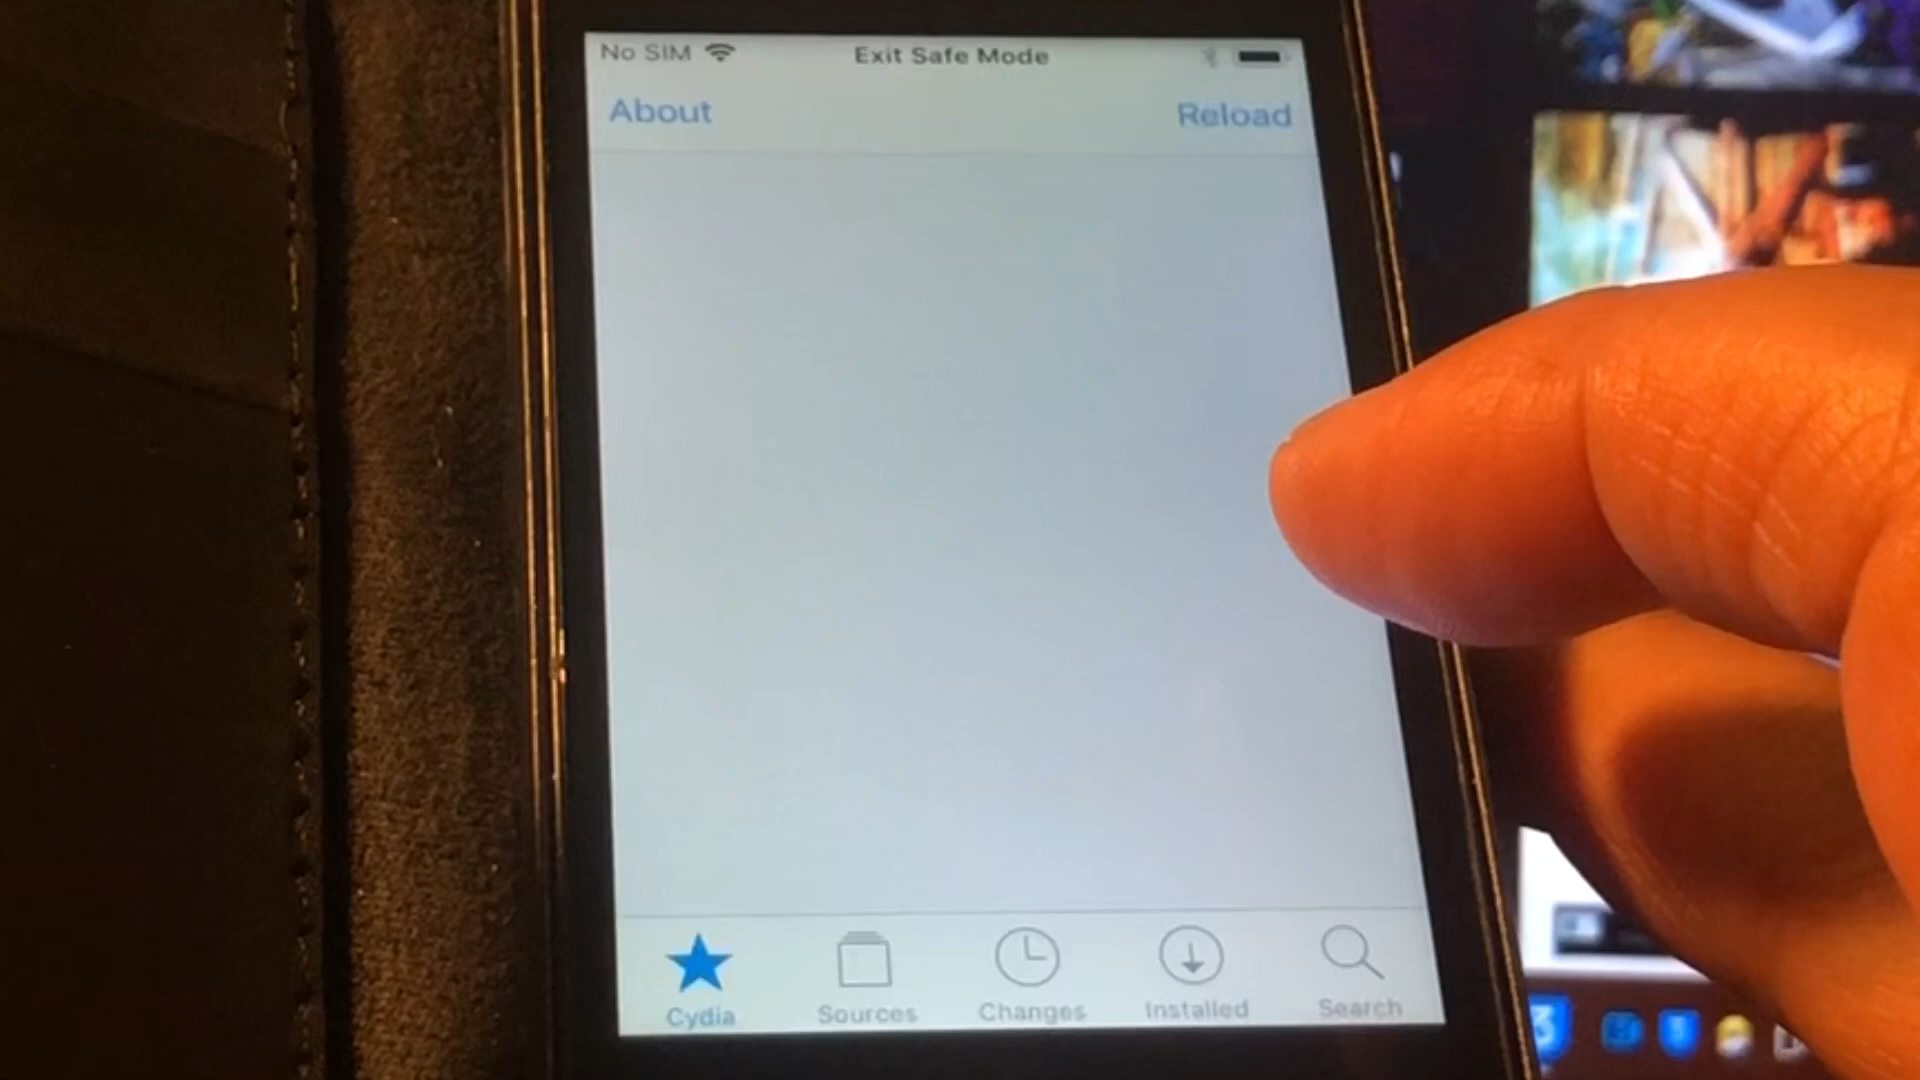 No SIM Exit Safe Mode
About Reload
Cydia Sources Changes Installed Search